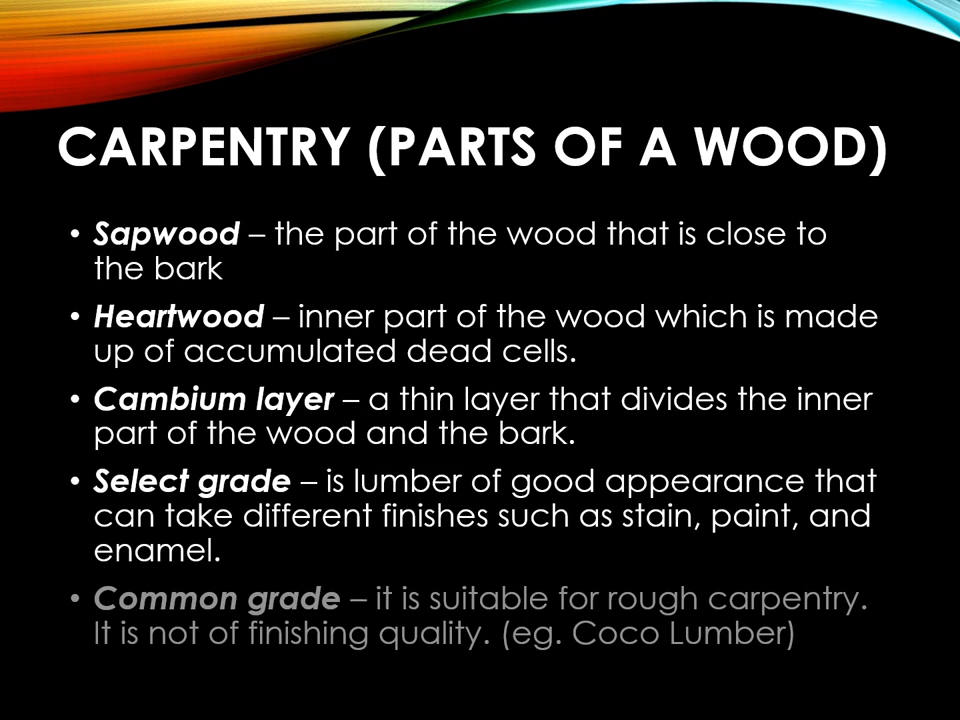 CARPENTRY (PARTS OF A WOOD)
• Sapwood – the part of the wood that is close to
the bark
• Heartwood – inner part of the wood which is made
up of accumulated dead cells.
• Cambium layer – a thin layer that divides the inner
part of the wood and the bark.
• Select grade – is lumber of good appearance that
can take different finishes such as stain, paint, and
enamel.
• Common grade – it is suitable for rough carpentry.
It is not of finishing quality. (eg. Coco Lumber)